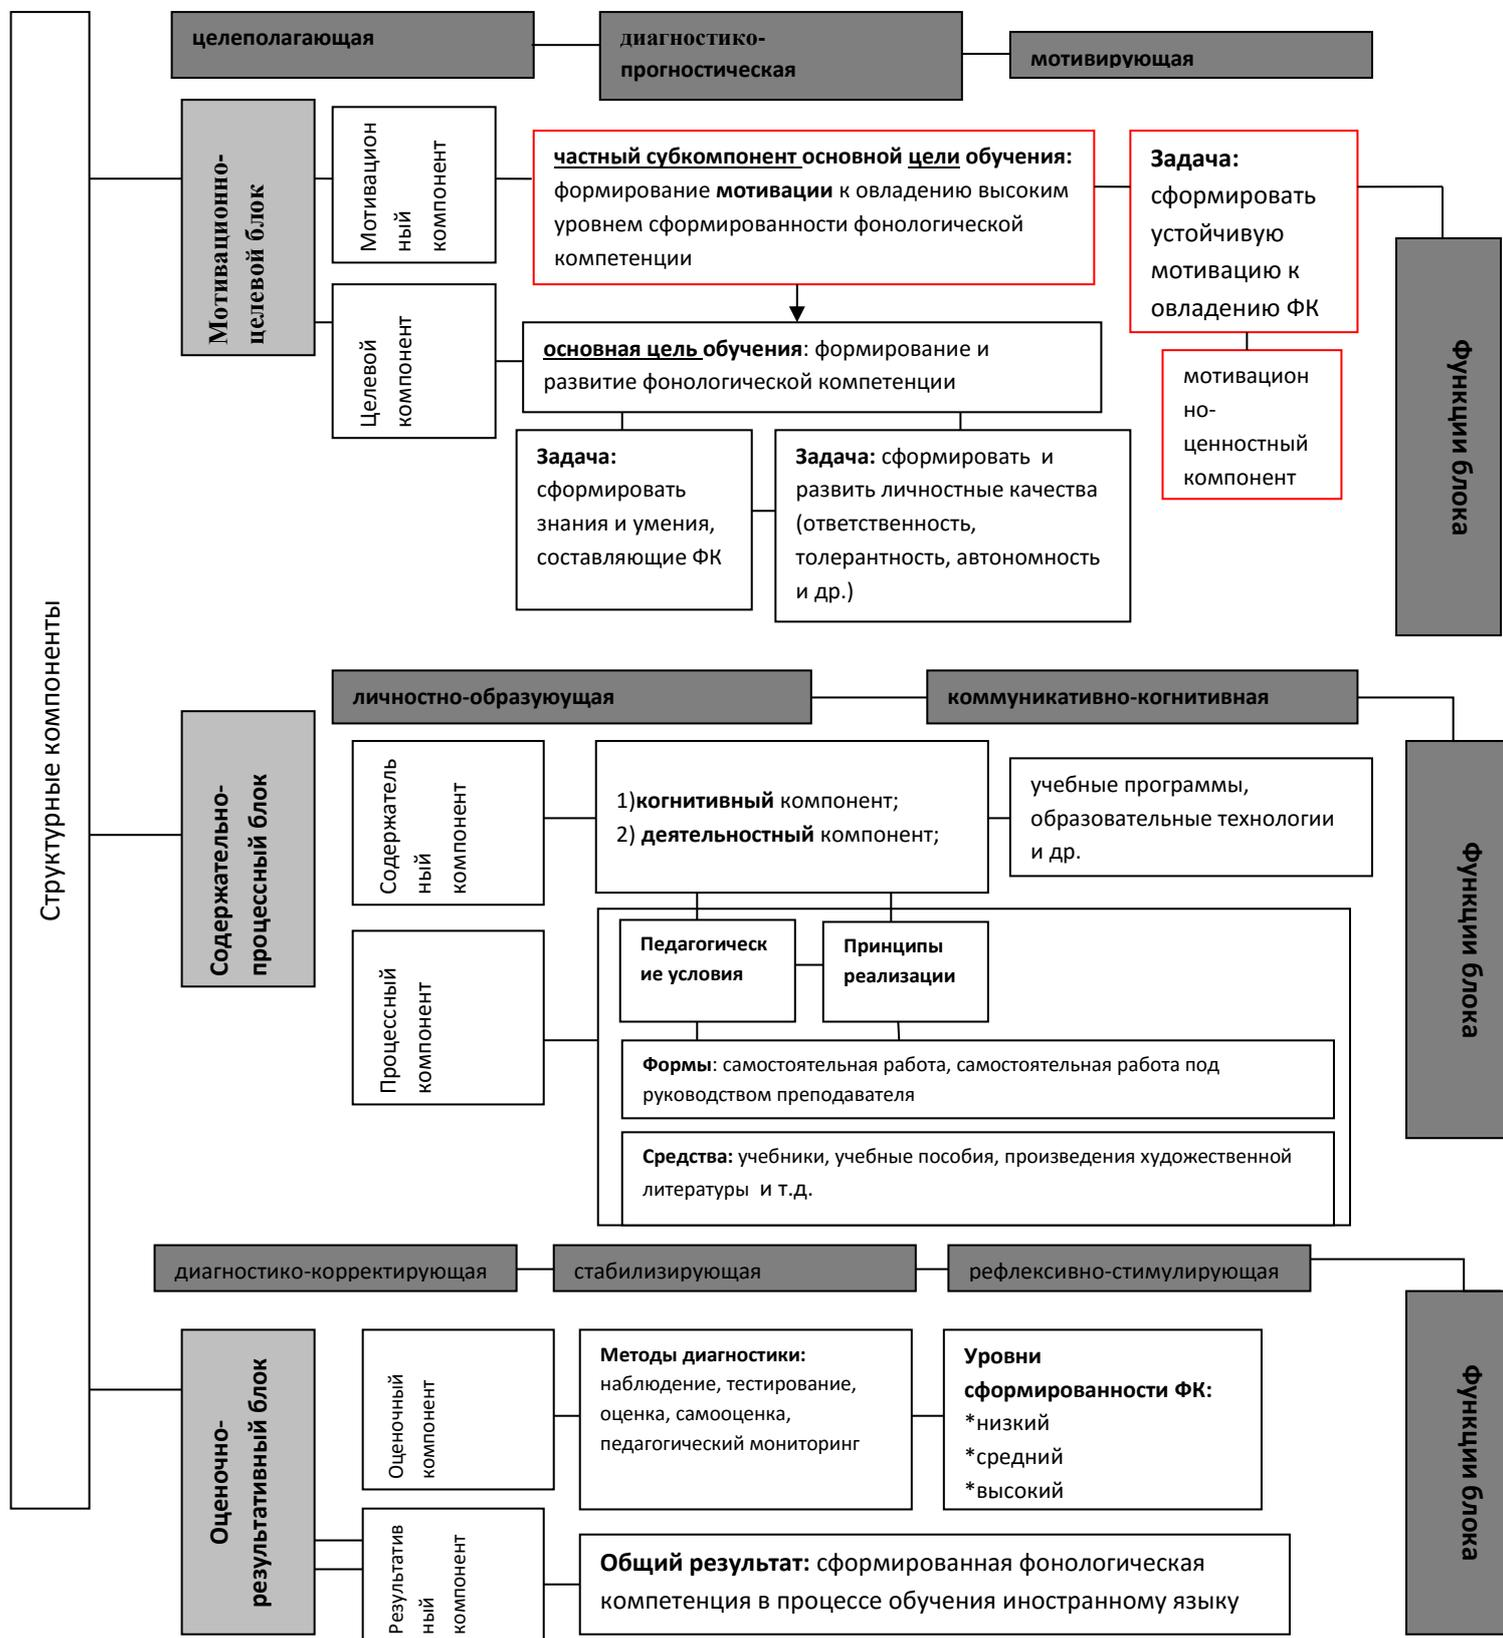 целеполагающая
диагностико-
прогностическая
мотивирующая
Структурные компоненты
Мотивационно-
целевой блок
Мотивацион
ный
компонент
частный субкомпонент основной цели обучения:
формирование мотивации к овладению высоким
уровнем сформированности фонологической
компетенции
Задача:
сформировать
устойчивую
мотивацию к
овладению ФК
мотивацион
но-
ценностный
компонент
Функции блока
Целевой
компонент
основная цель обучения: формирование и
развитие фонологической компетенции
Задача:
сформировать
знания и умения,
составляющие ФК
Задача: сформировать и
развить личностные качества
(ответственность,
толерантность, автономность
и др.)
личностно-образуюущая
коммуникативно-когнитивная
Содержательно-
процессный блок
Содержатель
ный
компонент
1)когнитивный компонент;
2) деятельностный компонент;
учебные программы,
образовательные технологии
и др.
Функции блока
Процессный
компонент
Педагогическ
ие условия
Принципы
реализации
Формы: самостоятельная работа, самостоятельная работа под
руководством преподавателя
Средства: учебники, учебные пособия, произведения художественной
литературы и т.д.
диагностико-корректирующая
стабилизирующая
рефлексивно-стимулирующая
Оценочно-
результативный блок
Оценочный
компонент
Методы диагностики:
наблюдение, тестирование,
оценка, самооценка,
педагогический мониторинг
Уровни
сформированности ФК:
*низкий
*средний
*высокий
Функции блока
Результатив
ный
компонент
Общий результат: сформированная фонологическая
компетенция в процессе обучения иностранному языку